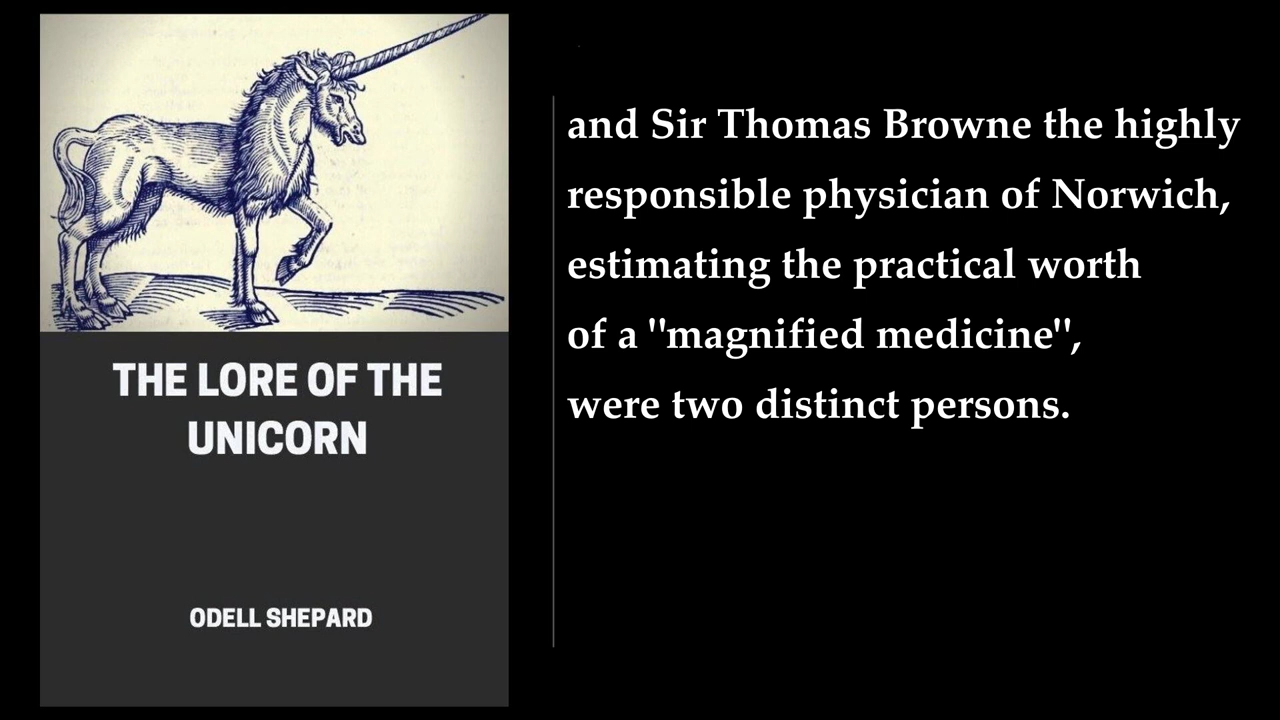 THE LORE OF THE
UNICORN
ODELL SHEPARD
and Sir Thomas Browne the highly
responsible physician of Norwich,
estimating the practical worth
of a "magnified medicine",
were two distinct persons.